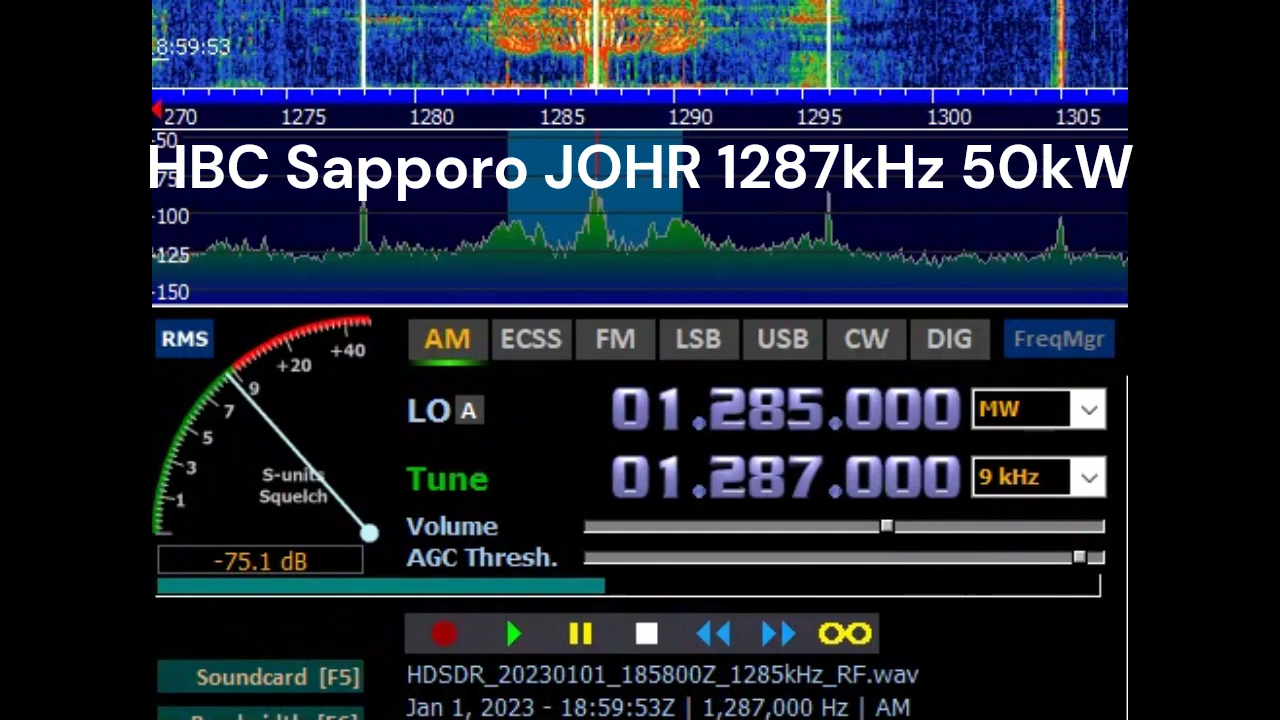 8:59:53
270 1275 1280 1285 1290 1295 1300 1305
-50
HBC Sapporo JOHR 1287kHz 50kW
-75
-100
-125
-150
RMS
+20 +40
9
7
5
3
1
S-units
Squelch
-75.1 dB
AM ECSS FM LSB USB CW DIG FreqMgr
LO A 01.285.000 MW
Tune 01.287.000 9 kHz
Volume
AGC Thresh.
Soundcard [F5]
HDSDR_20230101_185800Z_1285kHz_RF.wav
Jan 1, 2023 - 18:59:53Z | 1,287,000 Hz | AM